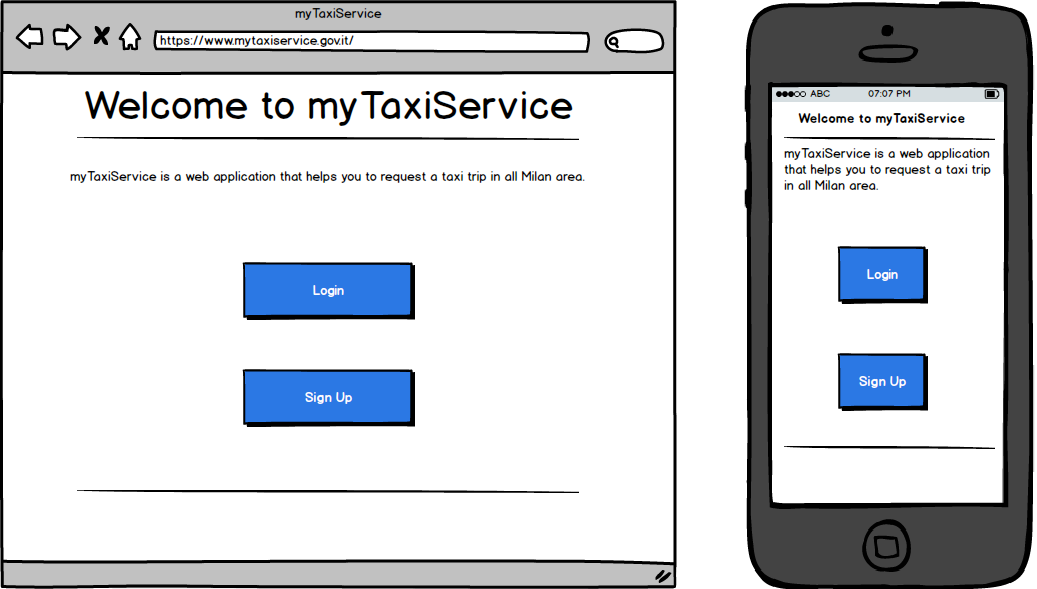 myTaxiService
https://www.mytaxiservice.gov.it/
Welcome to myTaxiService
myTaxiService is a web application that helps you to request a taxi trip in all Milan area.
Login
Sign Up
ABC 07:07 PM
Welcome to myTaxiService
myTaxiService is a web application
that helps you to request a taxi trip
in all Milan area.
Login
Sign Up